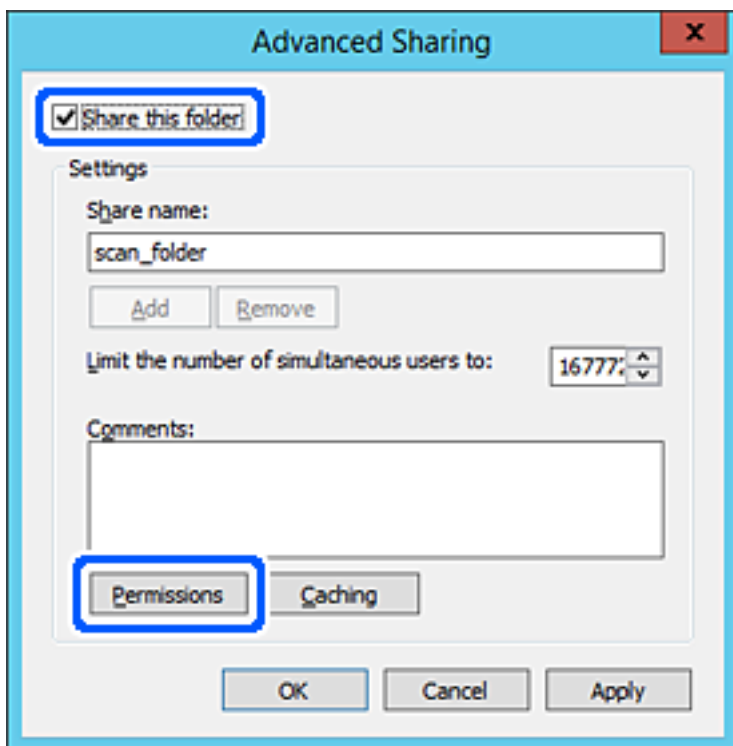 Advanced Sharing
x
Share this folder
Settings
Share name:
scan_folder
Add Remove
Limit the number of simultaneous users to:
Comments:
Permissions Caching
OK Cancel Apply